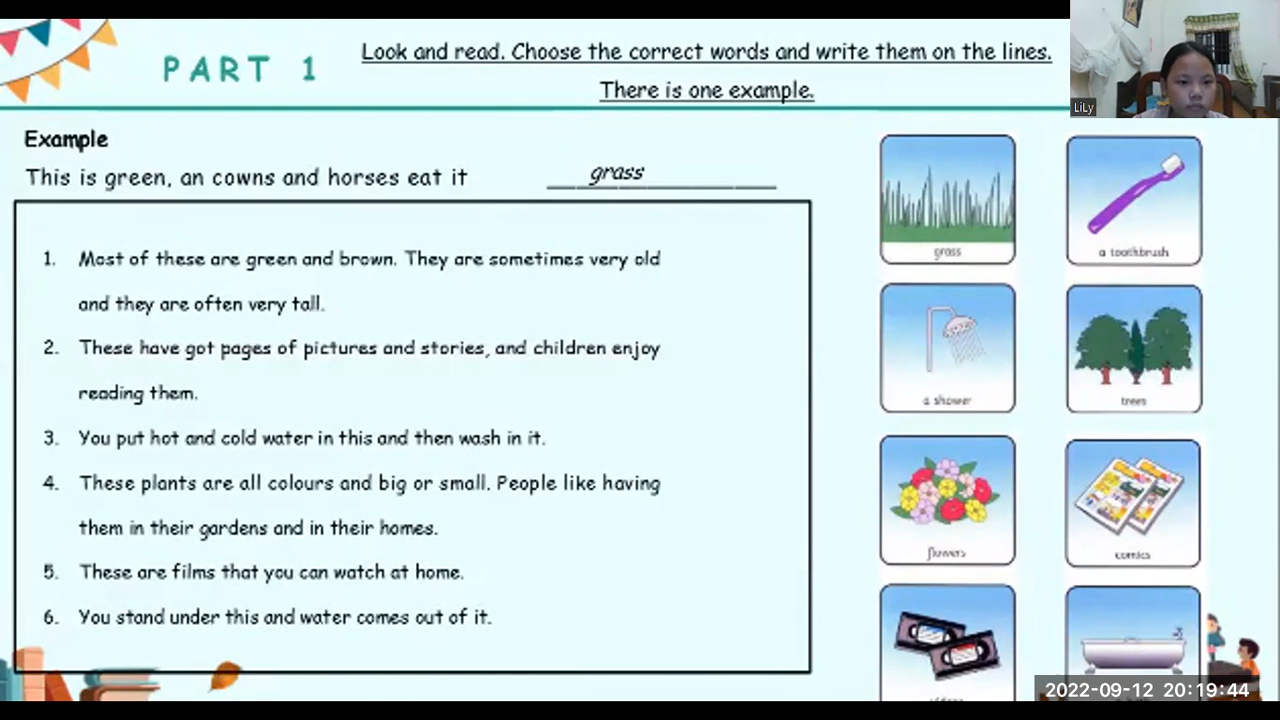 PART 1
Look and read. Choose the correct words and write them on the lines.
There is one example.
LiLy
Example
This is green, an cowns and horses eat it
grass
1. Most of these are green and brown. They are sometimes very old
and they are often very tall.
2. These have got pages of pictures and stories, and children enjoy
reading them.
3. You put hot and cold water in this and then wash in it.
4. These plants are all colours and big or small. People like having
them in their gardens and in their homes.
5. These are films that you can watch at home.
6. You stand under this and water comes out of it.
grass
a toothbrush
a shower
trees
flowers
comics
2022-09-12 20:19:44